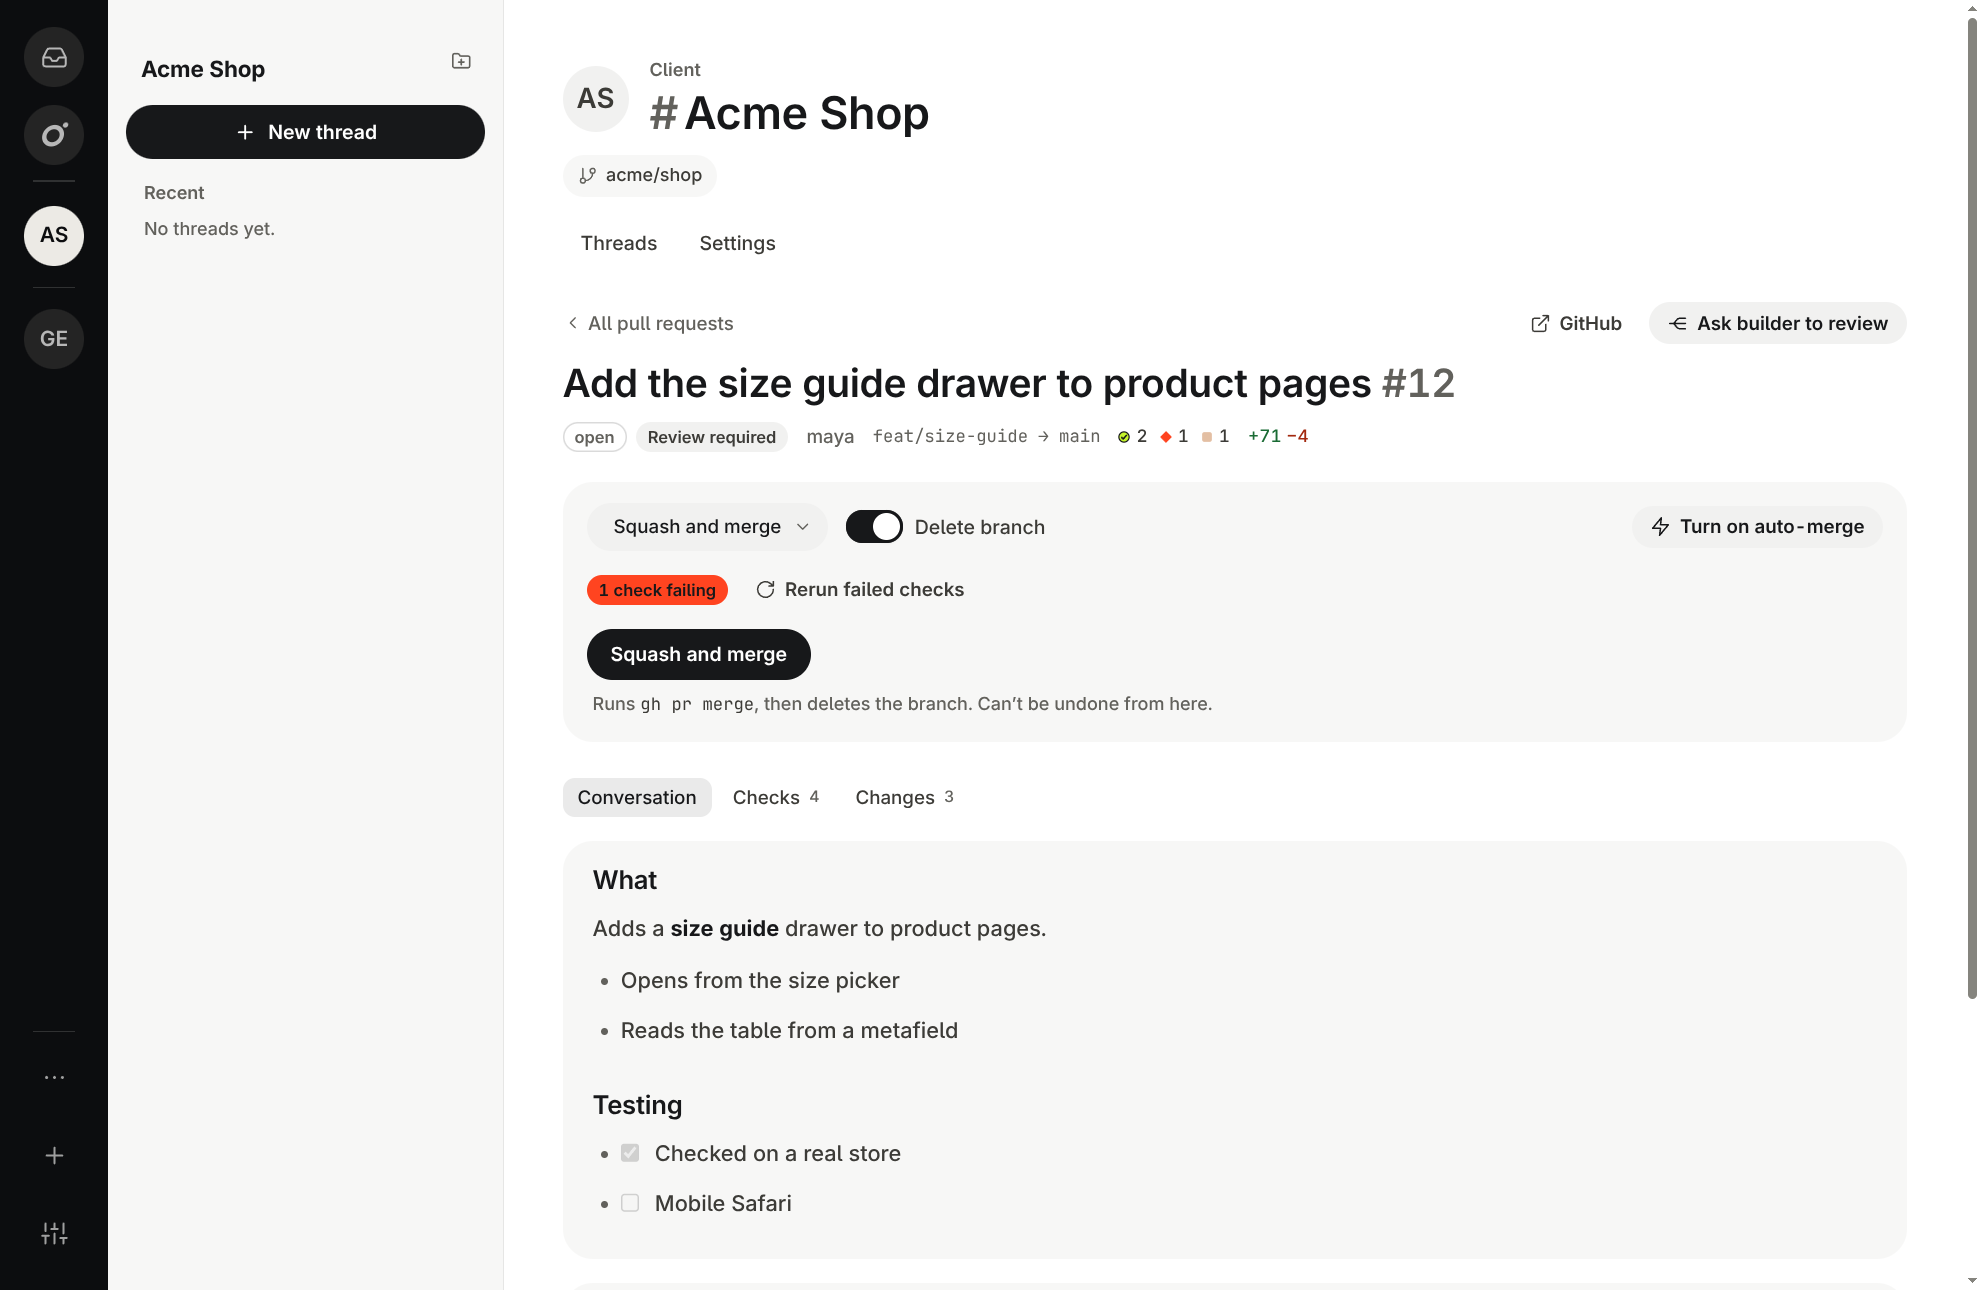 Acme Shop
New thread
Recent
No threads yet.
AS
GE
AS
Client
# Acme Shop
acme/shop
Threads
Settings
All pull requests
GitHub
Ask builder to review
Add the size guide drawer to product pages #12
open
Review required
maya
feat/size-guide → main
2
1
1
+71 −4
Squash and merge
Delete branch
Turn on auto-merge
1 check failing
Rerun failed checks
Squash and merge
Runs gh pr merge, then deletes the branch. Can’t be undone from here.
Conversation
Checks 4
Changes 3
What
Adds a size guide drawer to product pages.
• Opens from the size picker
• Reads the table from a metafield
Testing
• Checked on a real store
• Mobile Safari